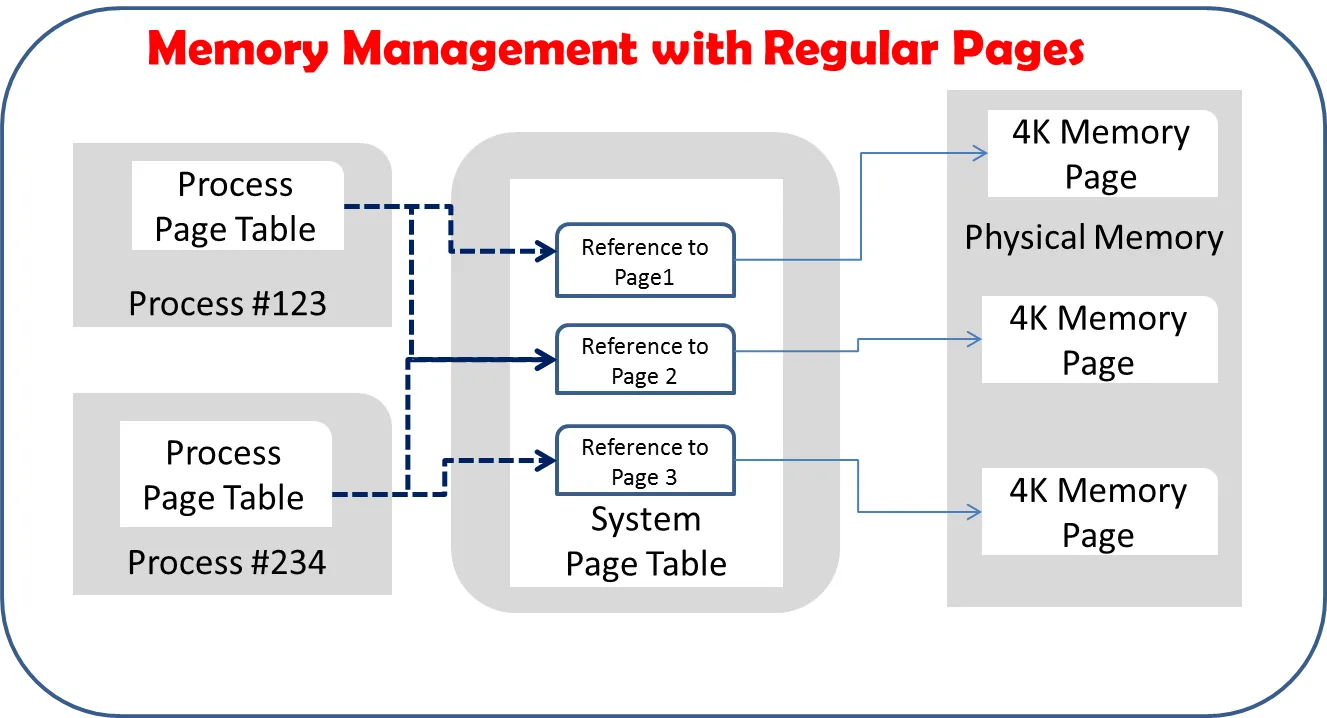 Memory Management with Regular Pages
Process
Page Table
Process #123
Process
Page Table
Process #234
Reference to
Page1
Reference to
Page 2
Reference to
Page 3
System
Page Table
4K Memory
Page
Physical Memory
4K Memory
Page
4K Memory
Page